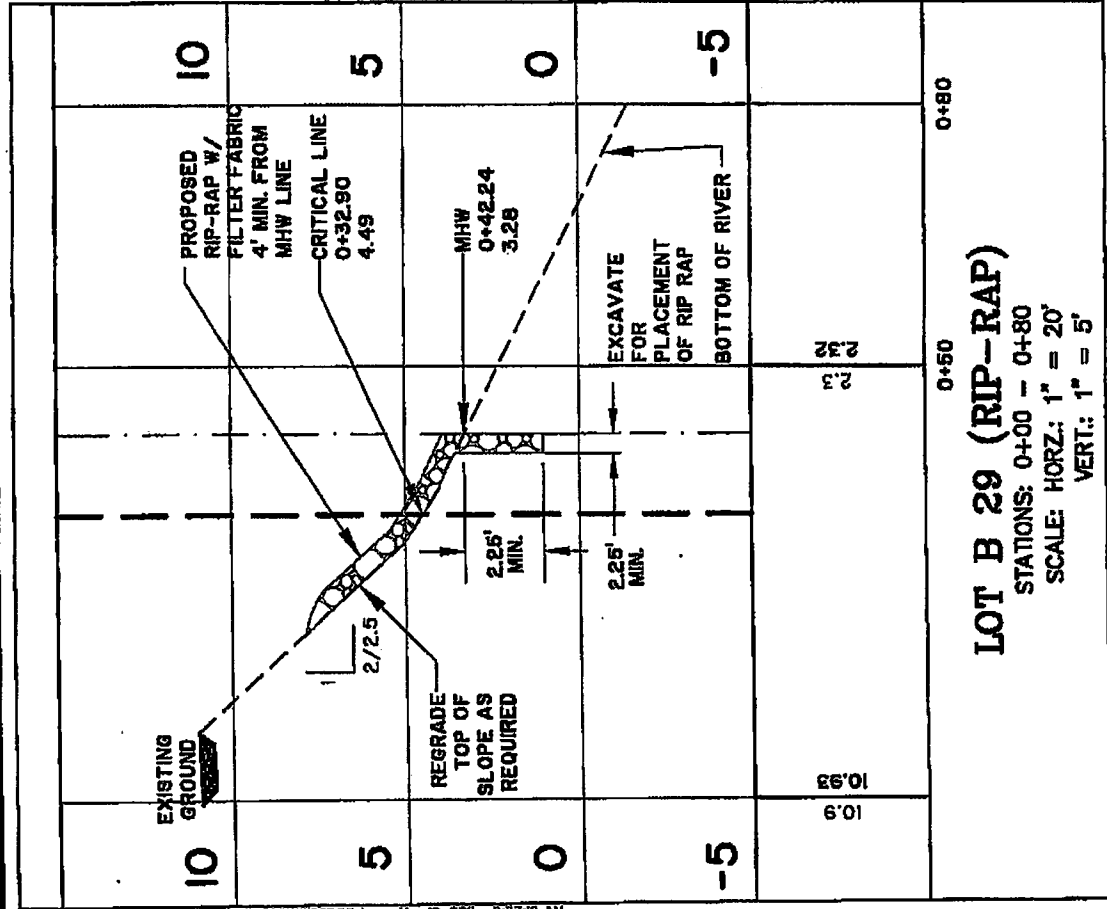 10
5
0
-5
10
5
0
-5
EXISTING
GROUND
PROPOSED
RIP-RAP W/
FILTER FABRIC
4' MIN. FROM
MHW LINE
CRITICAL LINE
0+32.90
4.49
MHW
0+42.24
3.28
1
2/2.5
REGRADE
TOP OF
SLOPE AS
REQUIRED
2.25'
MIN.
2.25'
MIN.
EXCAVATE
FOR
PLACEMENT
OF RIP RAP
BOTTOM OF RIVER
10.9
10.93
2.3
2.32
0+50
0+80
LOT B 29 (RIP-RAP)
STATIONS: 0+00 - 0+80
SCALE: HORZ.: 1" = 20'
VERT.: 1" = 5'